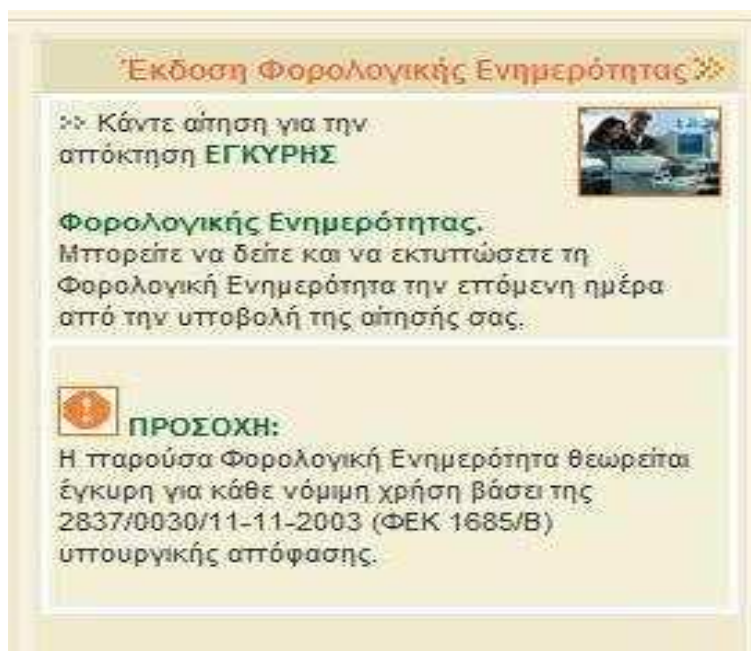 Έκδοση Φορολογικής Ενημερότητας >>
>> Κάντε αίτηση για την
απόκτηση ΕΓΚΥΡΗΣ
Φορολογικής Ενημερότητας.
Μπορείτε να δείτε και να εκτυπώσετε τη
Φορολογική Ενημερότητα την επόμενη ημέρα
από την υποβολή της αίτησής σας.
ΠΡΟΣΟΧΗ:
Η παρούσα Φορολογική Ενημερότητα θεωρείται
έγκυρη για κάθε νόμιμη χρήση βάσει της
2837/0030/11-11-2003 (ΦΕΚ 1685/Β)
υπουργικής απόφασης.